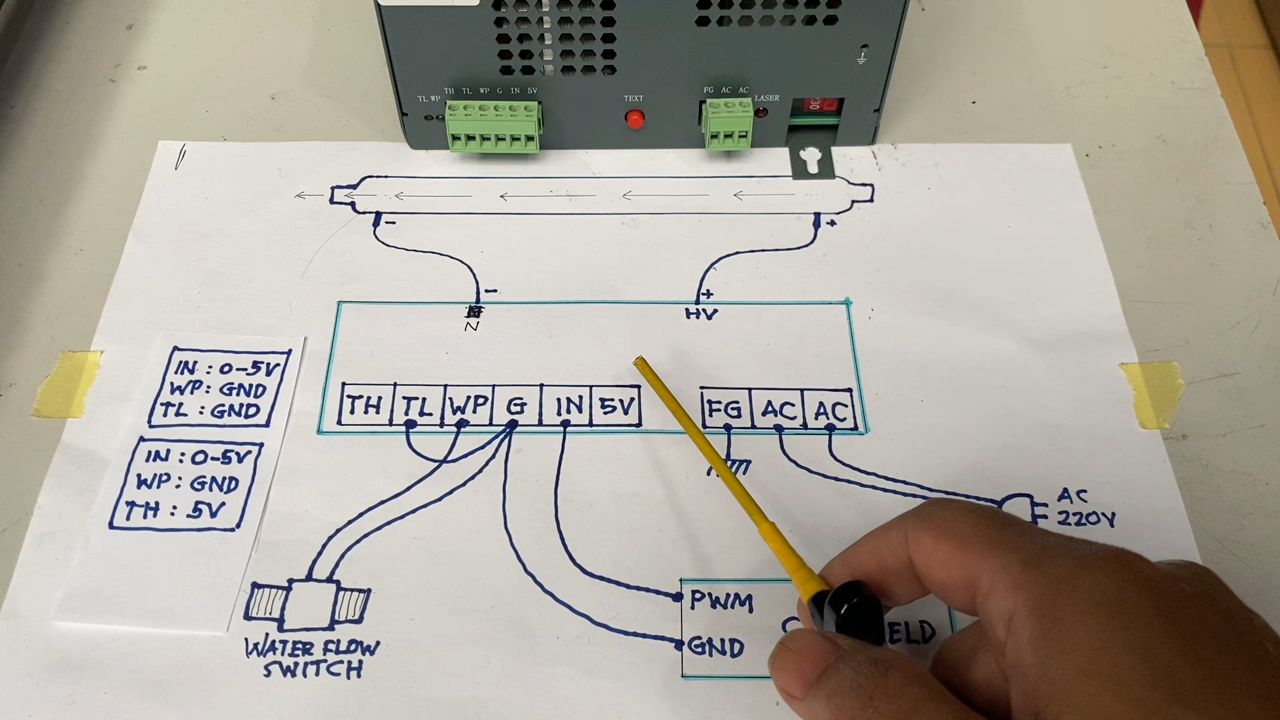 TH TL WP G IN 5V
TL WP
TEXT
FG AC AC
LASER
30
-
+
-
+
N
HV
TH TL WP G IN 5V
FG AC AC
IN : 0-5V
WP : GND
TL : GND
IN : 0-5V
WP : GND
TH : 5V
AC
220V
PWM
GND
ELD
WATER FLOW
SWITCH